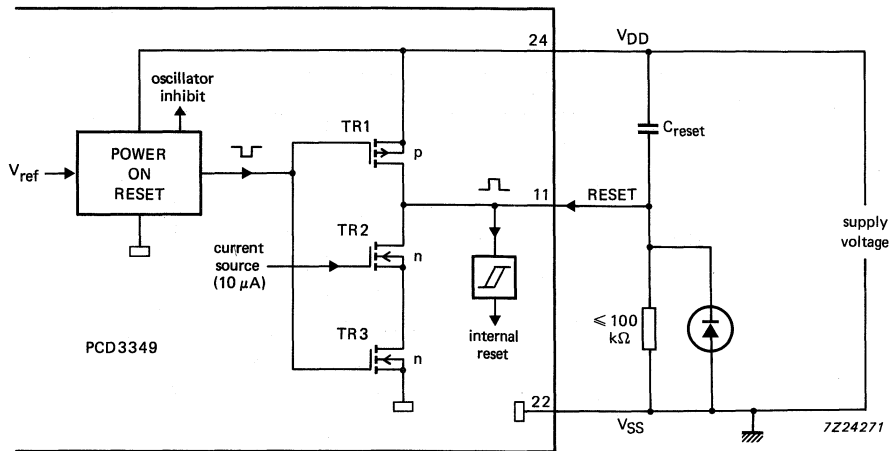 24
V_DD
oscillator
inhibit
C_reset
TR1
p
POWER
ON
RESET
V_ref
11
RESET
TR2
n
current
source
(10 µA)
supply
voltage
internal
reset
⩽ 100
kΩ
TR3
n
PCD3349
22
V_SS
7Z24271